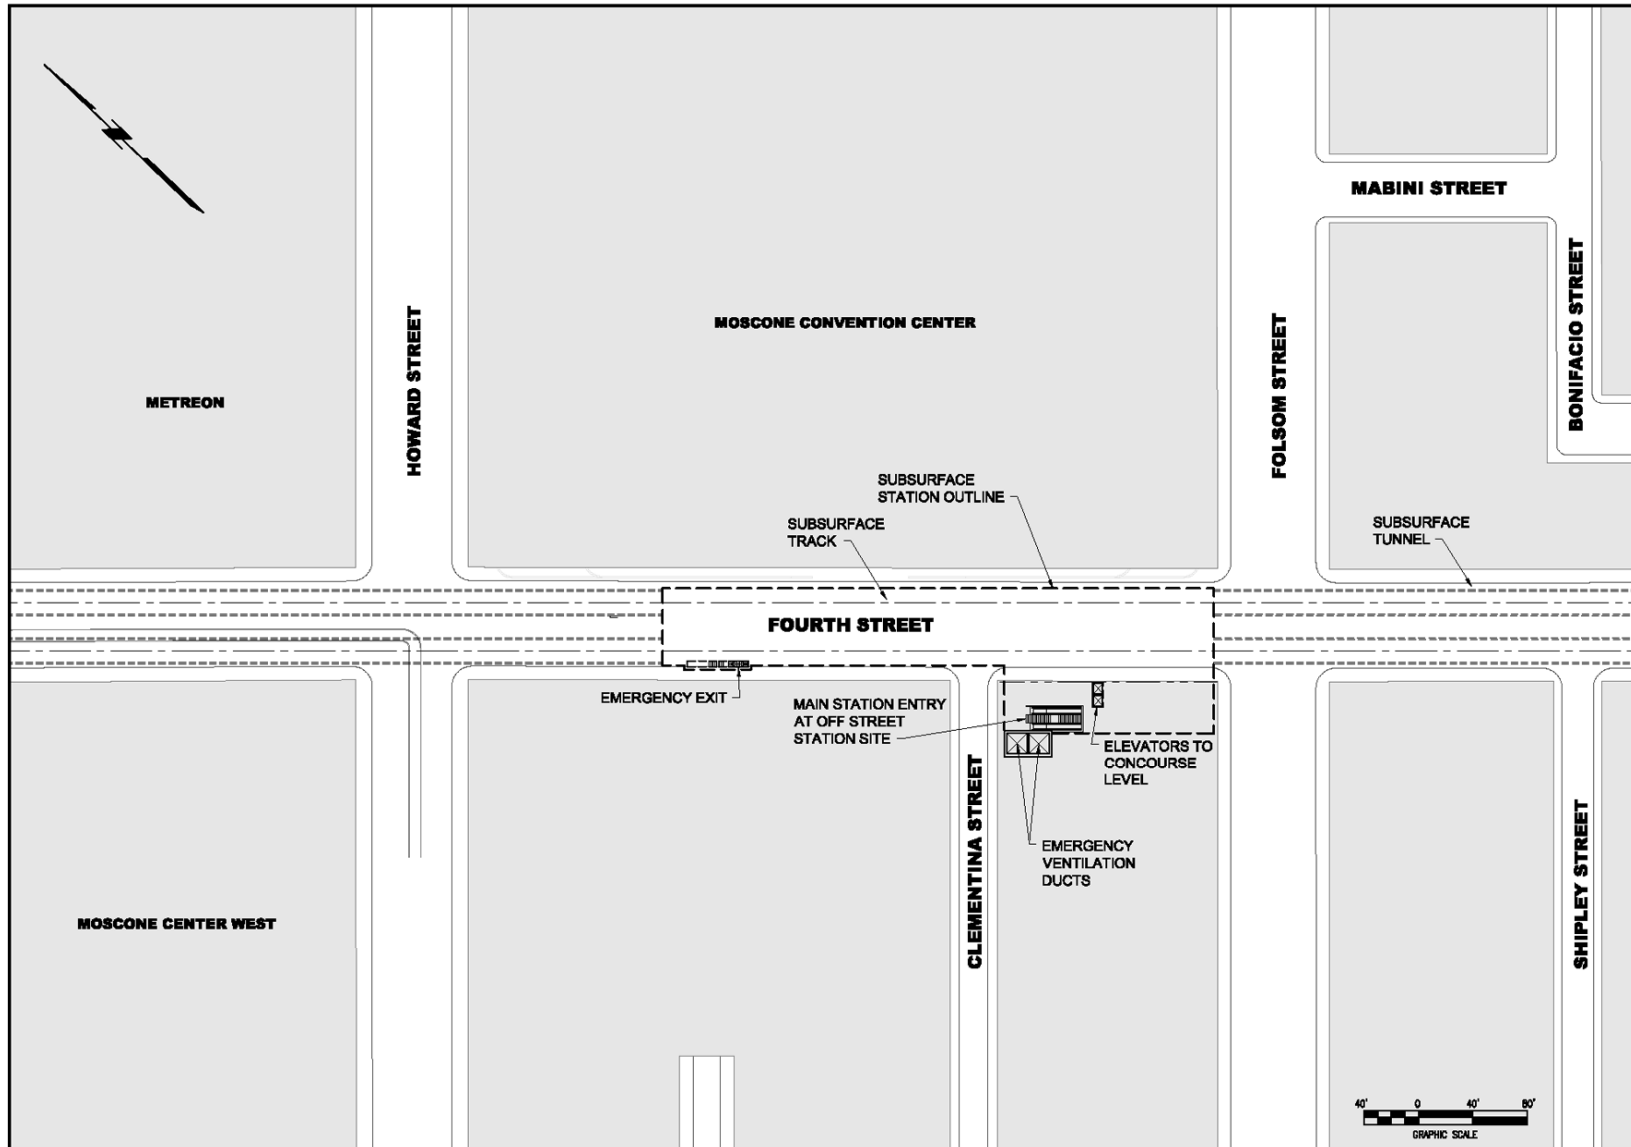 MABINI STREET
BONIFACIO STREET
HOWARD STREET
FOLSOM STREET
MOSCONE CONVENTION CENTER
METREON
SUBSURFACE
STATION OUTLINE
SUBSURFACE
TRACK
SUBSURFACE
TUNNEL
FOURTH STREET
EMERGENCY EXIT
MAIN STATION ENTRY
AT OFF STREET
STATION SITE
ELEVATORS TO
CONCOURSE
LEVEL
CLEMENTINA STREET
EMERGENCY
VENTILATION
DUCTS
SHIPLEY STREET
MOSCONE CENTER WEST
40' 0 40' 80'
GRAPHIC SCALE